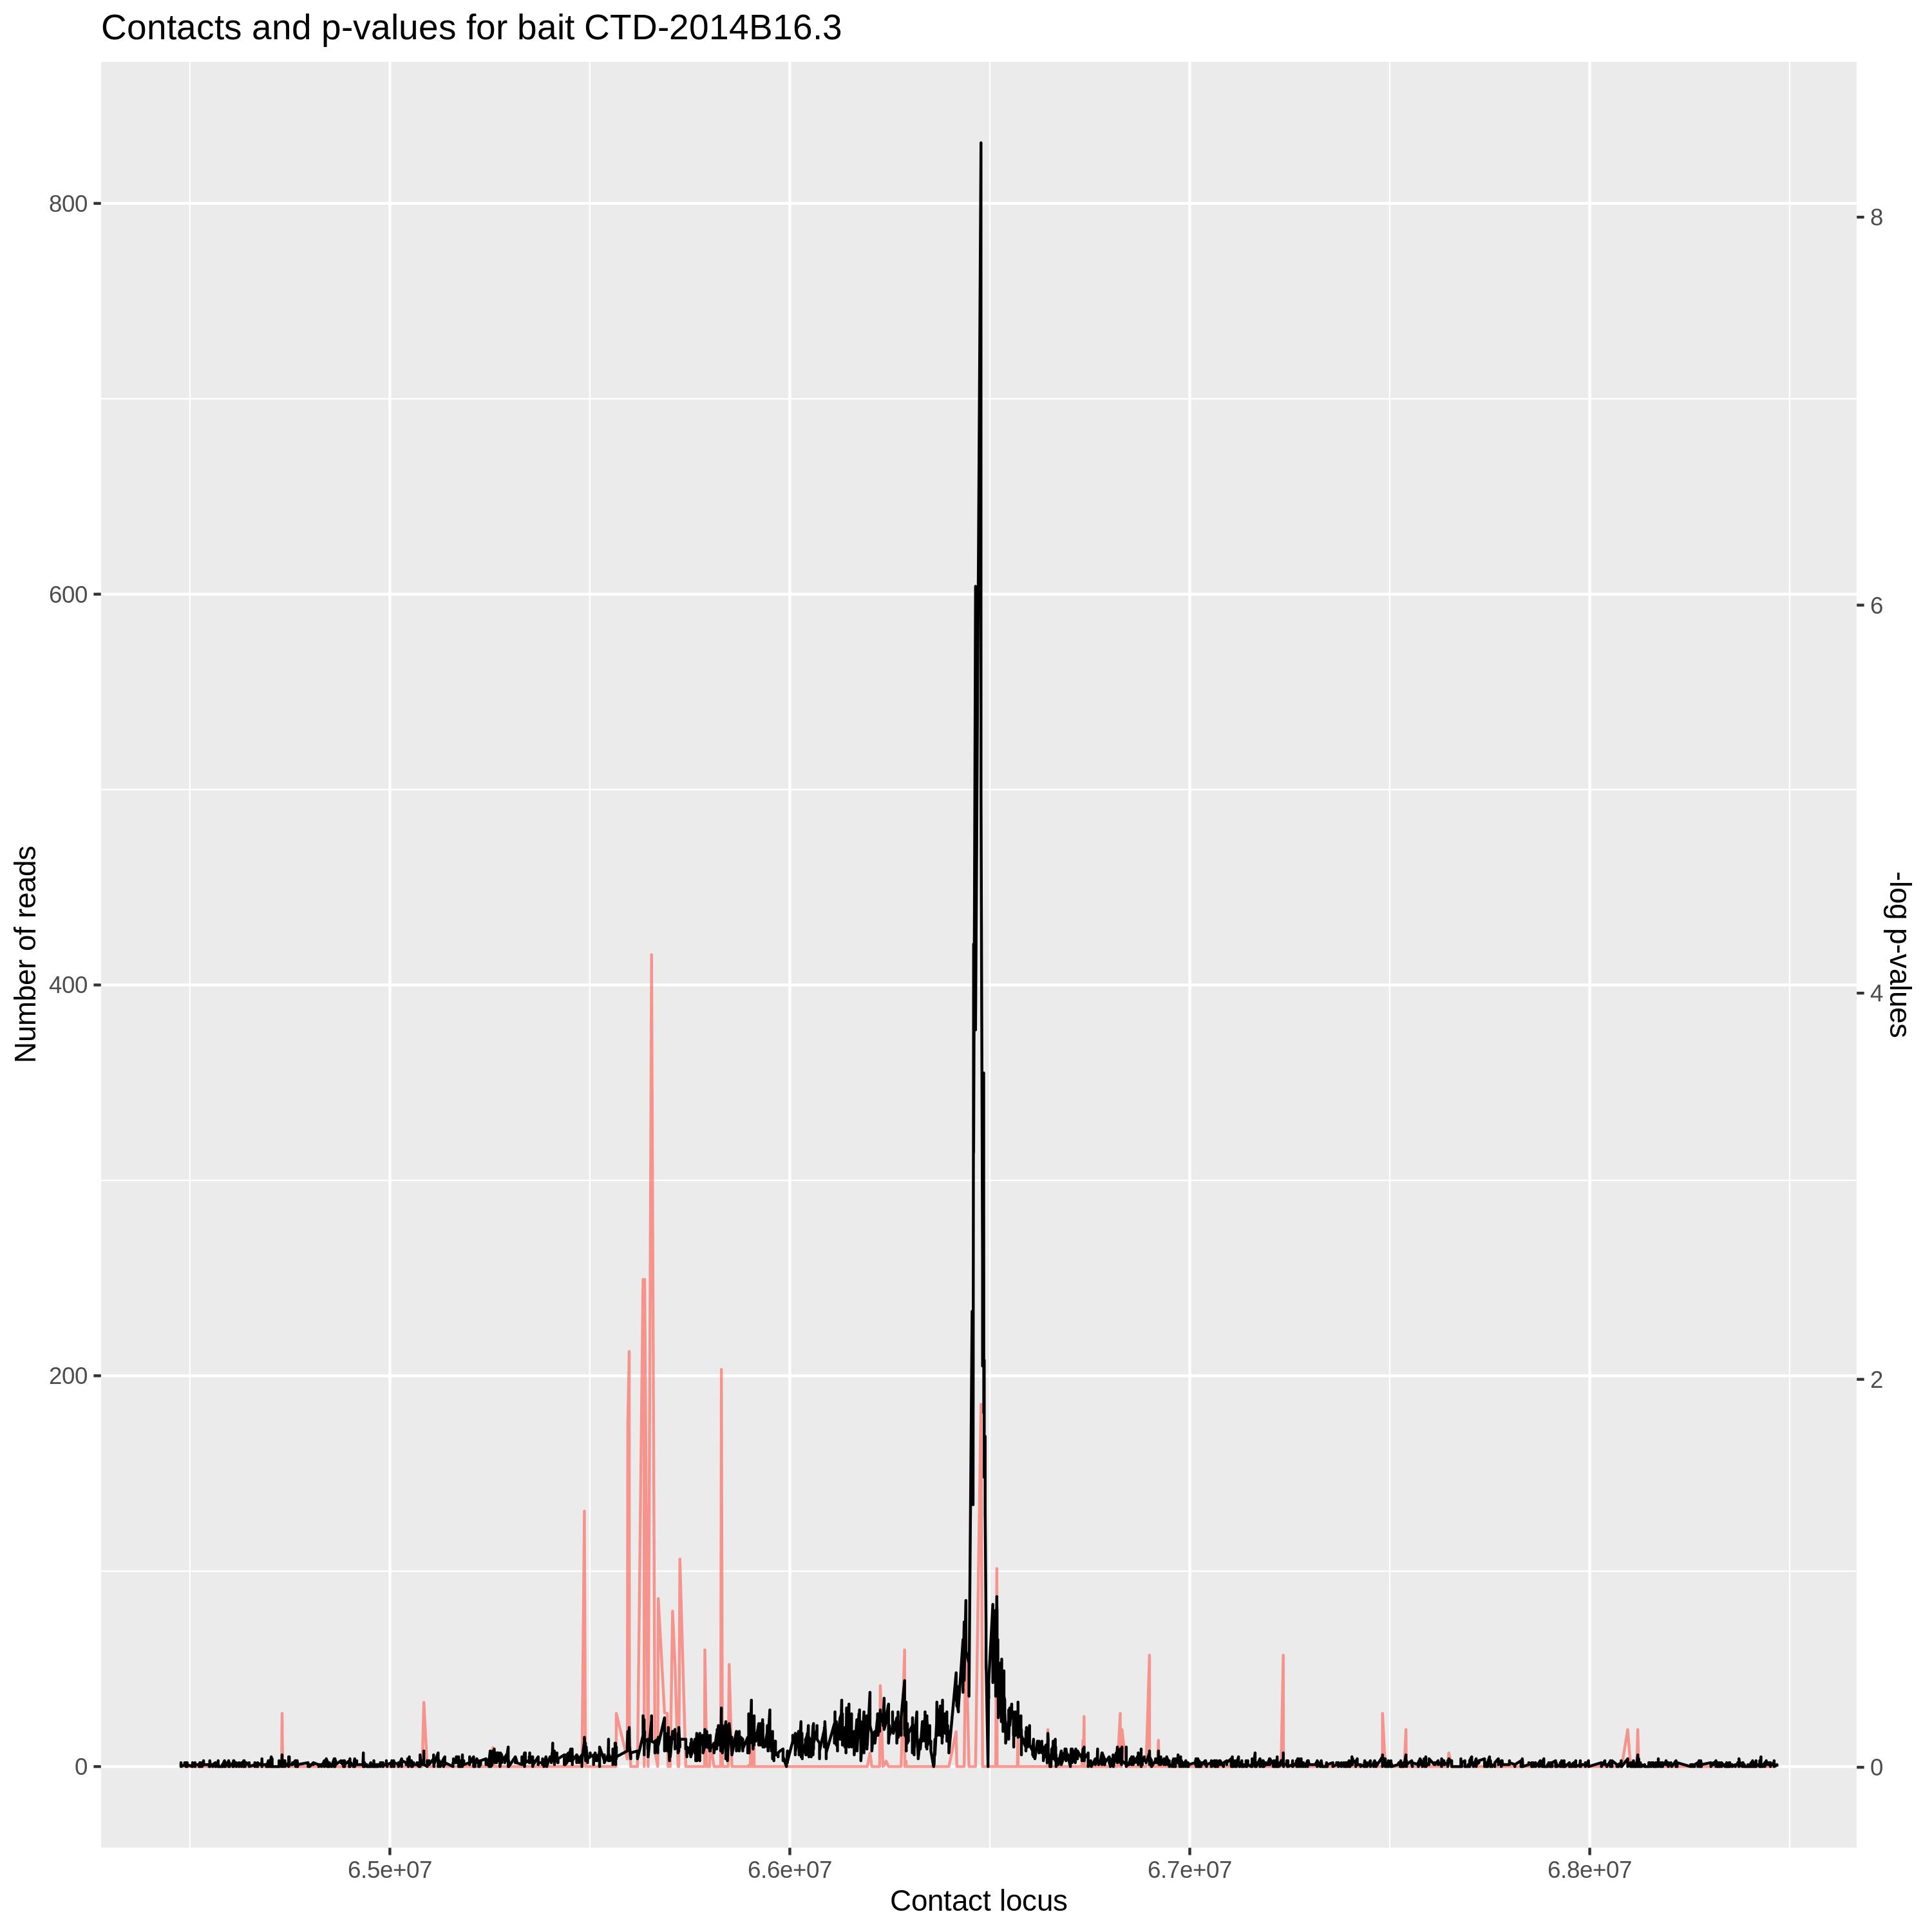 Contacts and p-values for bait CTD-2014B16.3
800
600
400
200
0
8
6
4
2
0
Number of reads
-log p-values
6.5e+07 6.6e+07 6.7e+07 6.8e+07
Contact locus